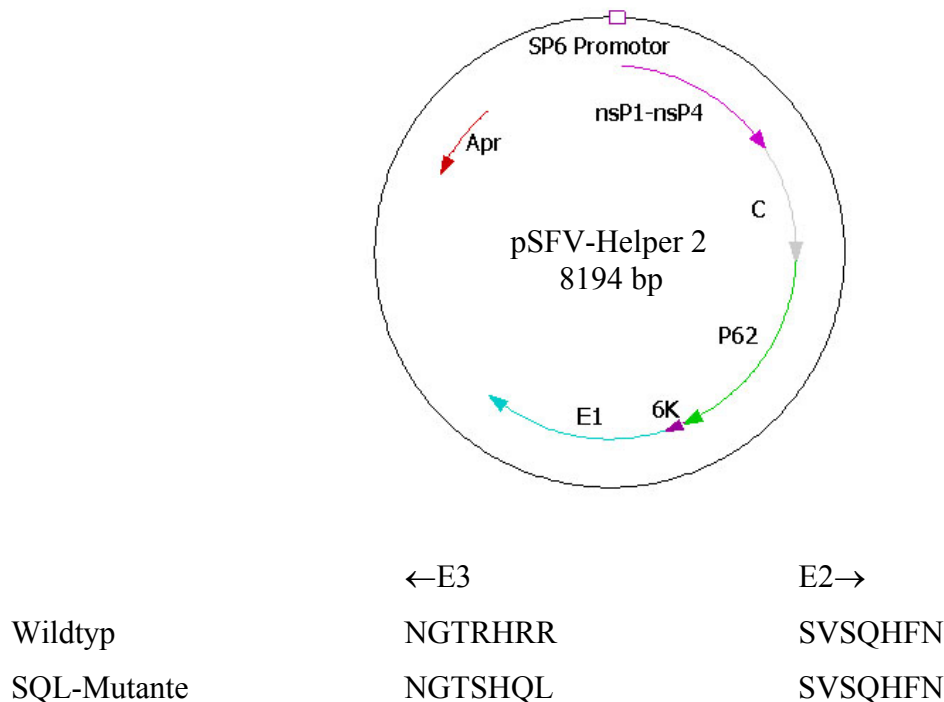 SP6 Promotor
nsP1-nsP4
Apr
C
pSFV-Helper 2
8194 bp
P62
6K
E1
←E3 E2→
Wildtyp NGTRHRR SVSQHFN
SQL-Mutante NGTSHQL SVSQHFN